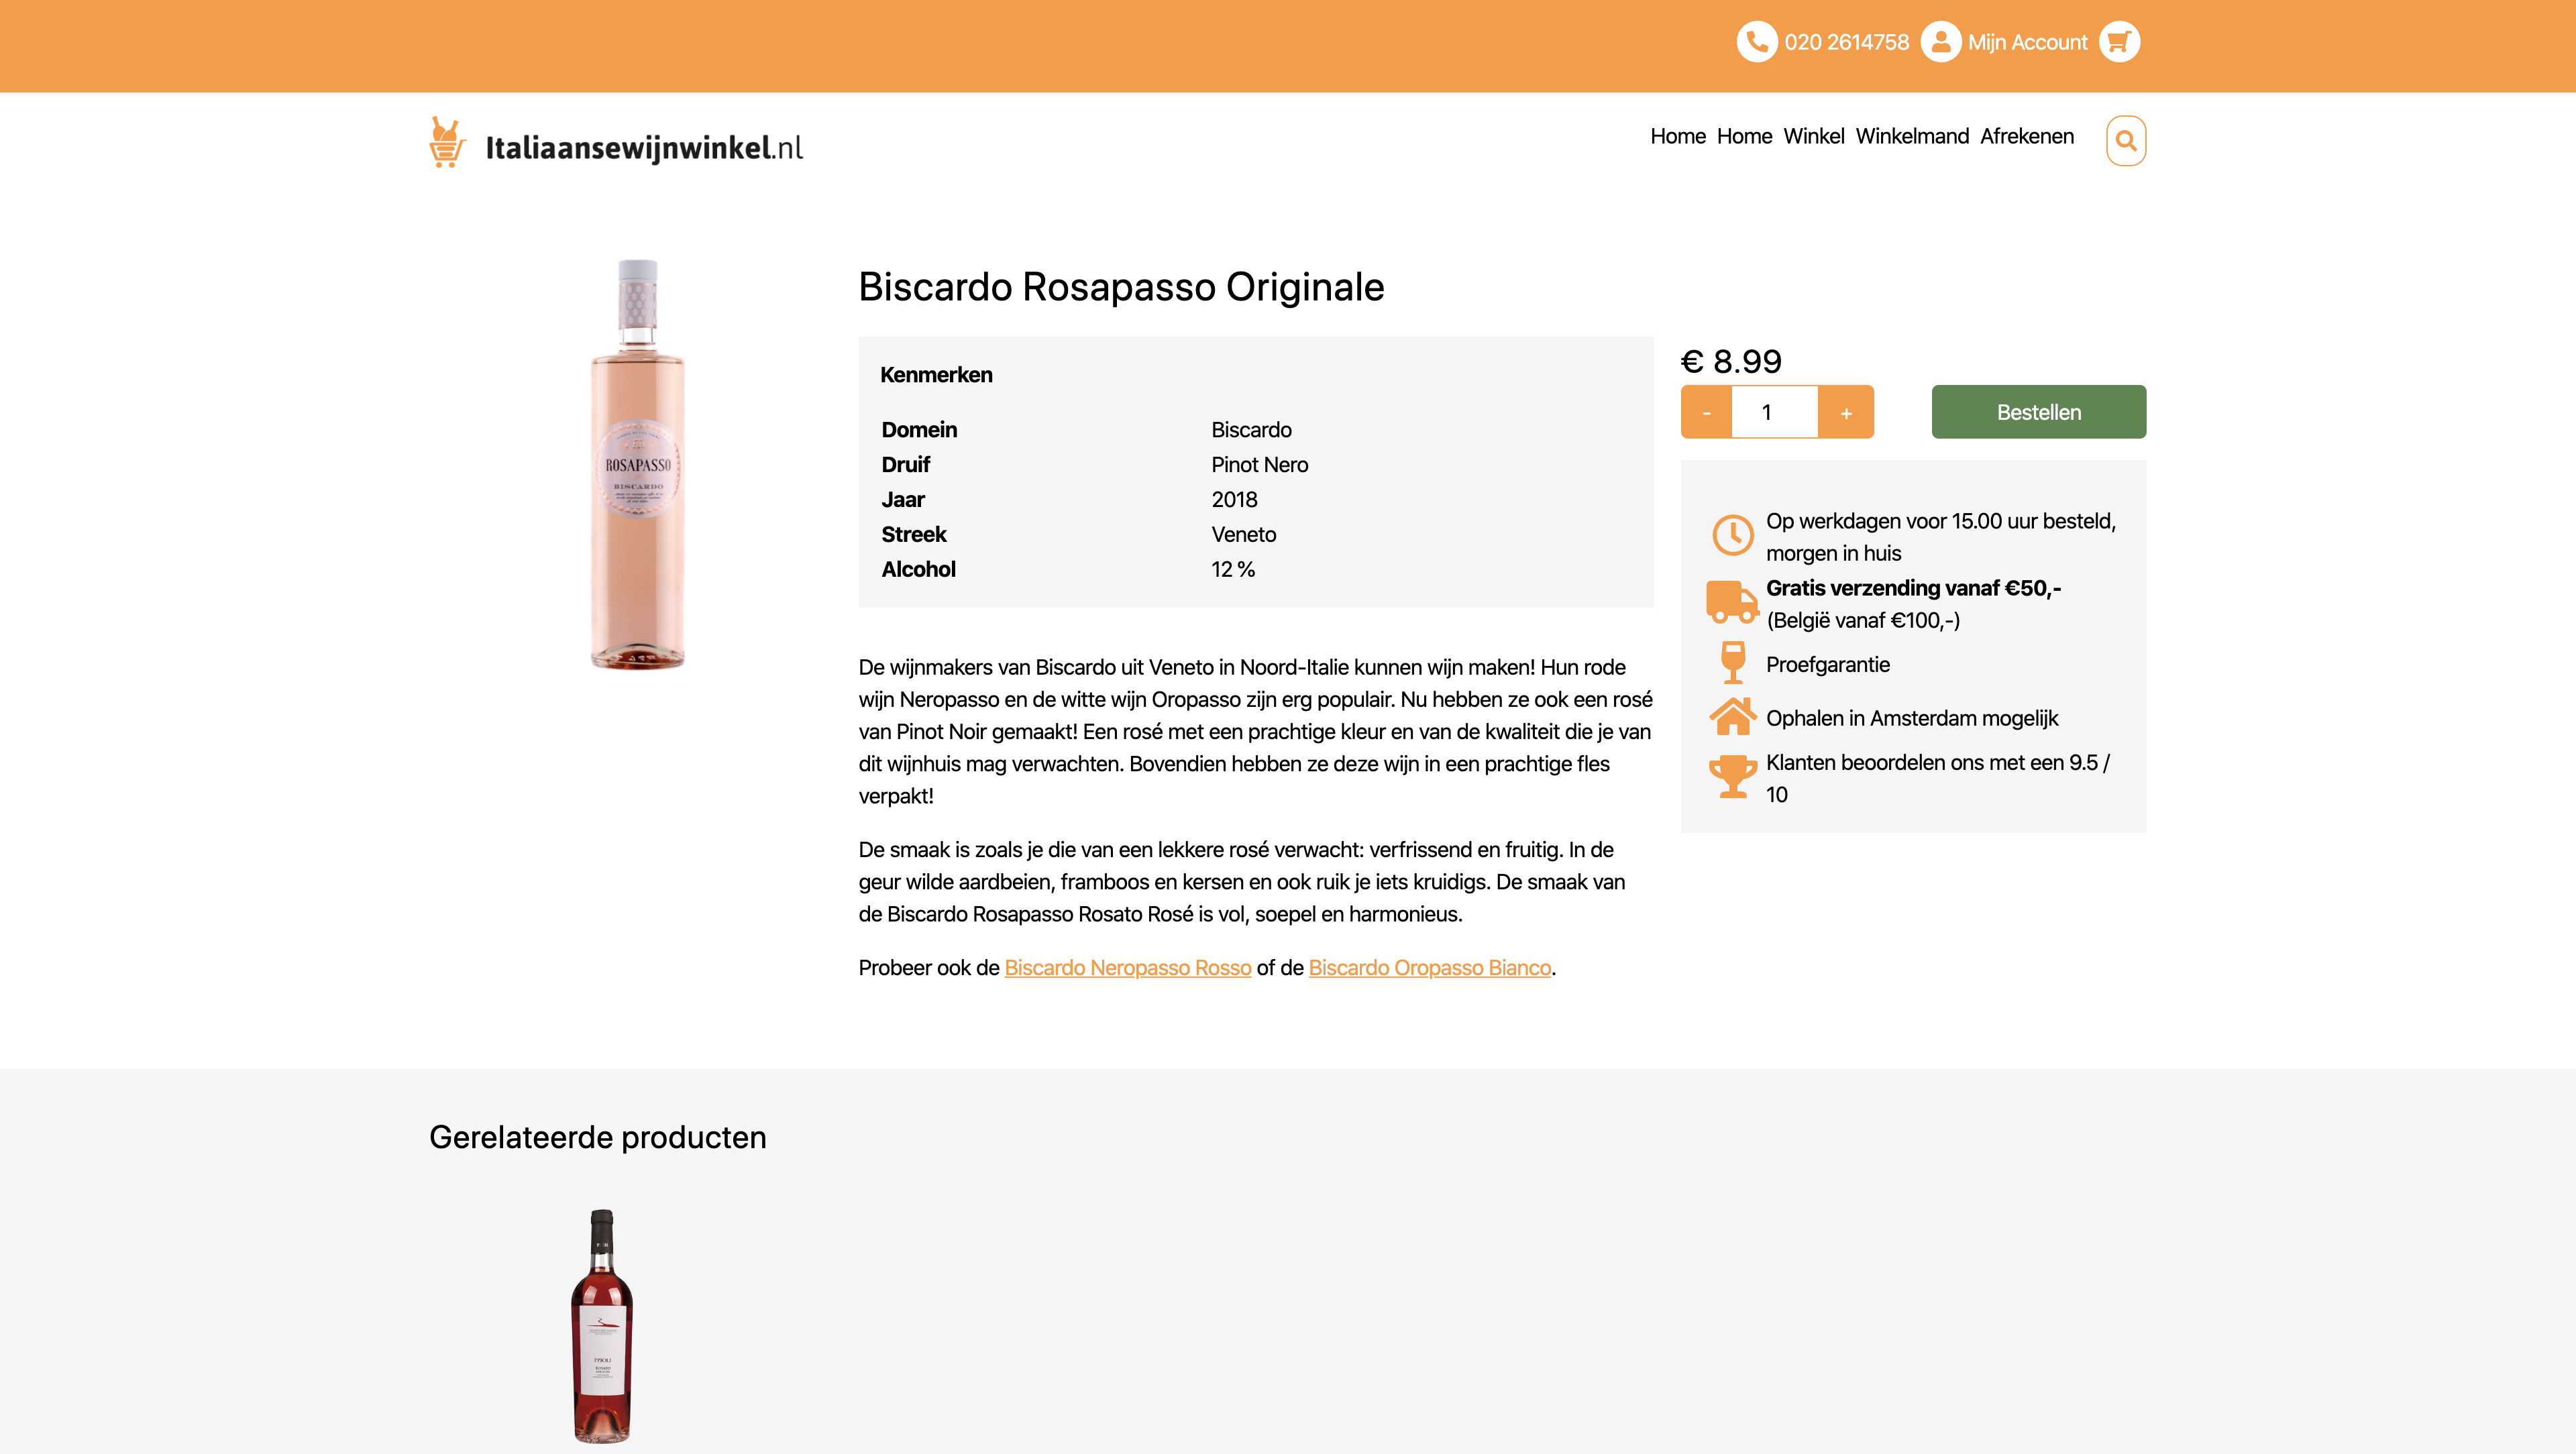 020 2614758 Mijn Account
Italiaansewijnwinkel.nl
Home Home Winkel Winkelmand Afrekenen
Biscardo Rosapasso Originale
ROSAPASSO
BISCARDO
Kenmerken
Domein Biscardo
Druif Pinot Nero
Jaar 2018
Streek Veneto
Alcohol 12 %
€ 8.99
- 1 + Bestellen
Op werkdagen voor 15.00 uur besteld,
morgen in huis
Gratis verzending vanaf €50,-
(België vanaf €100,-)
Proefgarantie
Ophalen in Amsterdam mogelijk
Klanten beoordelen ons met een 9.5 /
10
De wijnmakers van Biscardo uit Veneto in Noord-Italie kunnen wijn maken! Hun rode
wijn Neropasso en de witte wijn Oropasso zijn erg populair. Nu hebben ze ook een rosé
van Pinot Noir gemaakt! Een rosé met een prachtige kleur en van de kwaliteit die je van
dit wijnhuis mag verwachten. Bovendien hebben ze deze wijn in een prachtige fles
verpakt!
De smaak is zoals je die van een lekkere rosé verwacht: verfrissend en fruitig. In de
geur wilde aardbeien, framboos en kersen en ook ruik je iets kruidigs. De smaak van
de Biscardo Rosapasso Rosato Rosé is vol, soepel en harmonieus.
Probeer ook de Biscardo Neropasso Rosso of de Biscardo Oropasso Bianco.
Gerelateerde producten